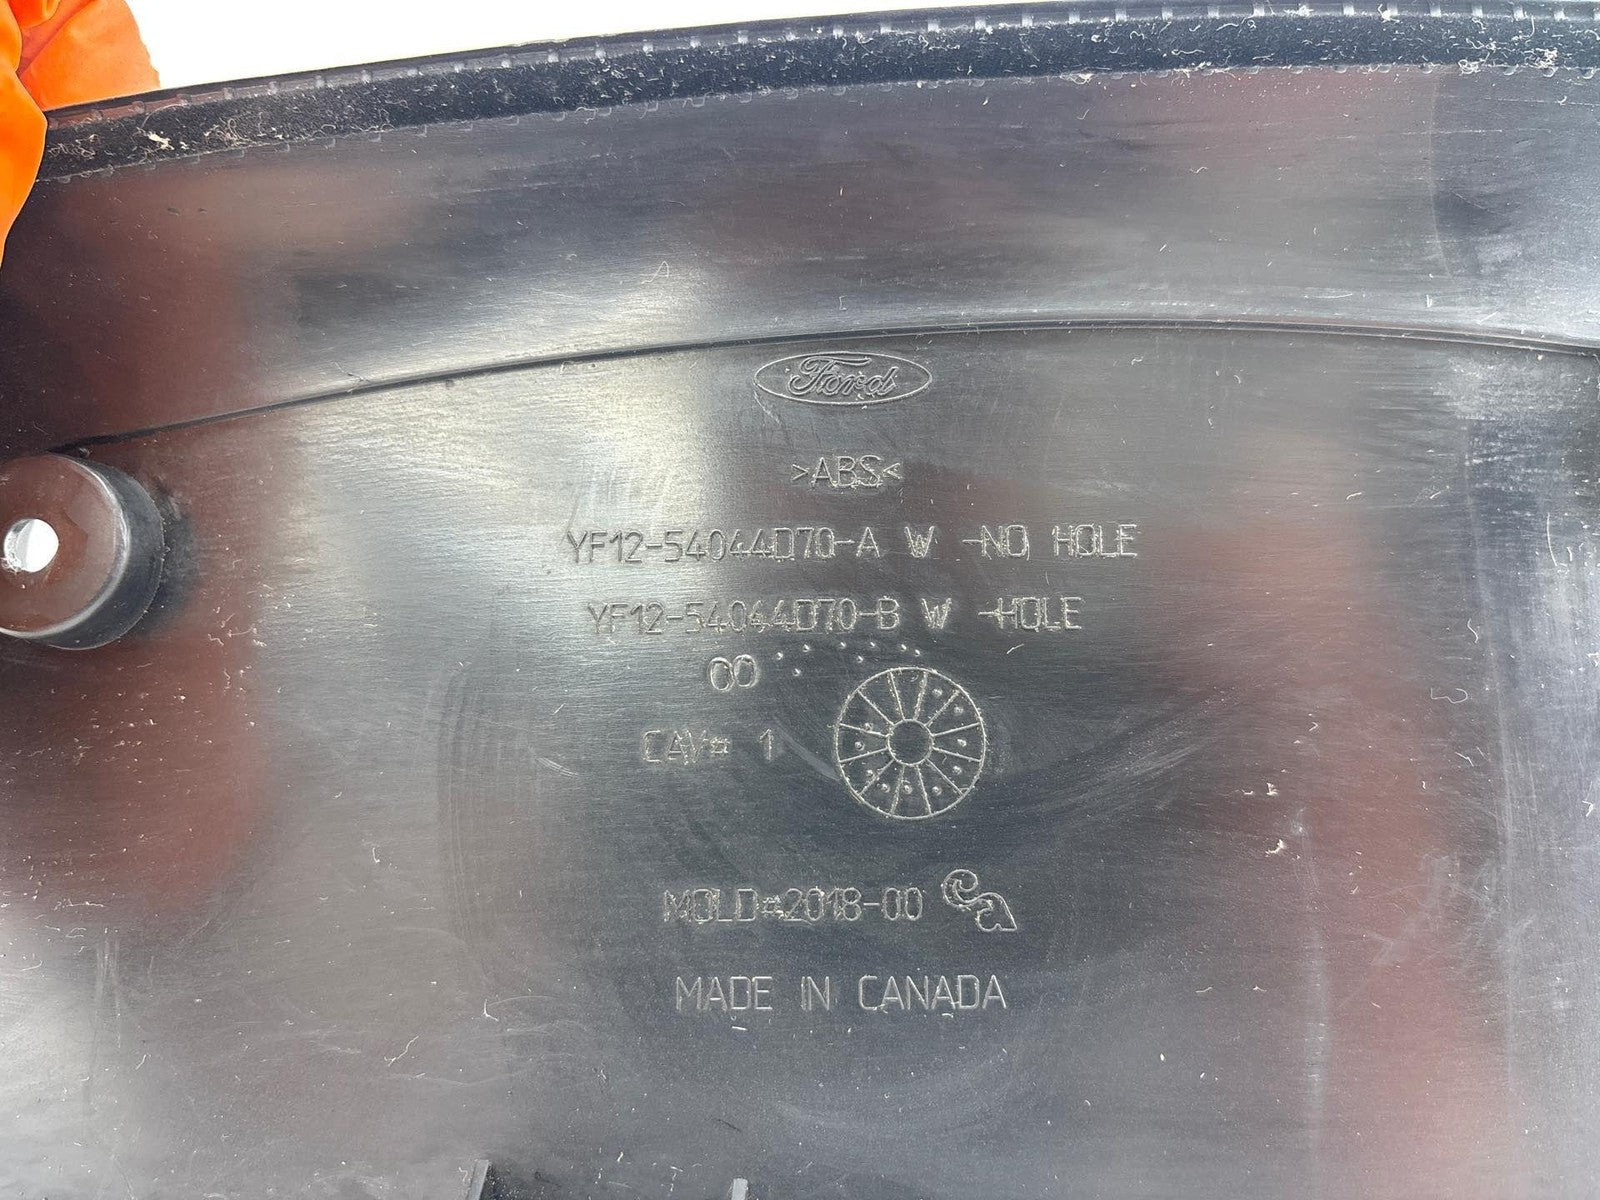 Ford
>ABS<
YF12-54044D70-A W -NO HOLE
YF12-54044D70-B W -HOLE
00
CAV# 1
MOLD#2018-00
MADE IN CANADA